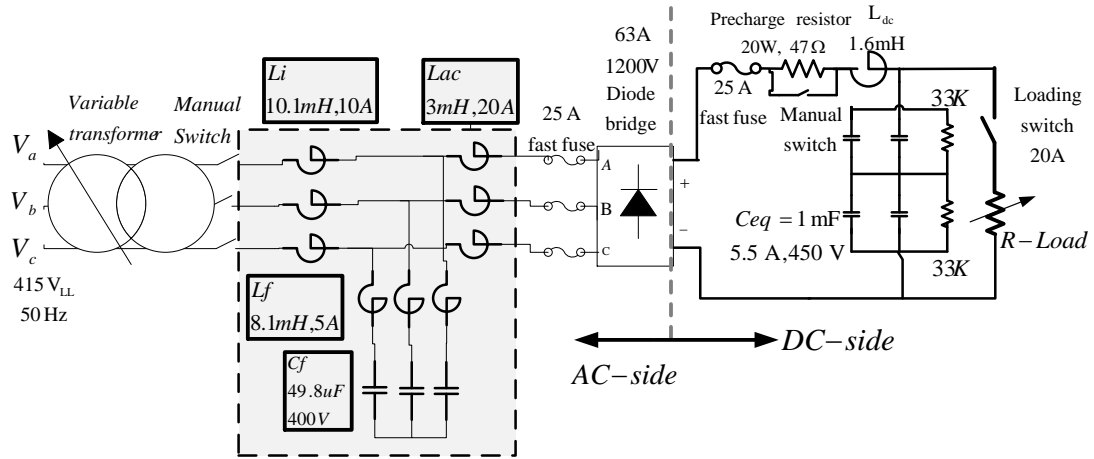 Variable
transformer
Manual
Switch
V_a
V_b
V_c
415 V_LL
50 Hz
Li
10.1mH,10A
Lac
3mH,20A
Lf
8.1mH,5A
Cf
49.8uF
400V
25 A
fast fuse
63A
1200V
Diode
bridge
A
B
C
+
−
Precharge resistor
20W, 47Ω
25 A
fast fuse
Manual
switch
L_dc
1.6mH
33K
Ceq = 1 mF
5.5 A,450 V
33K
Loading
switch
20A
R−Load
AC−side
DC−side